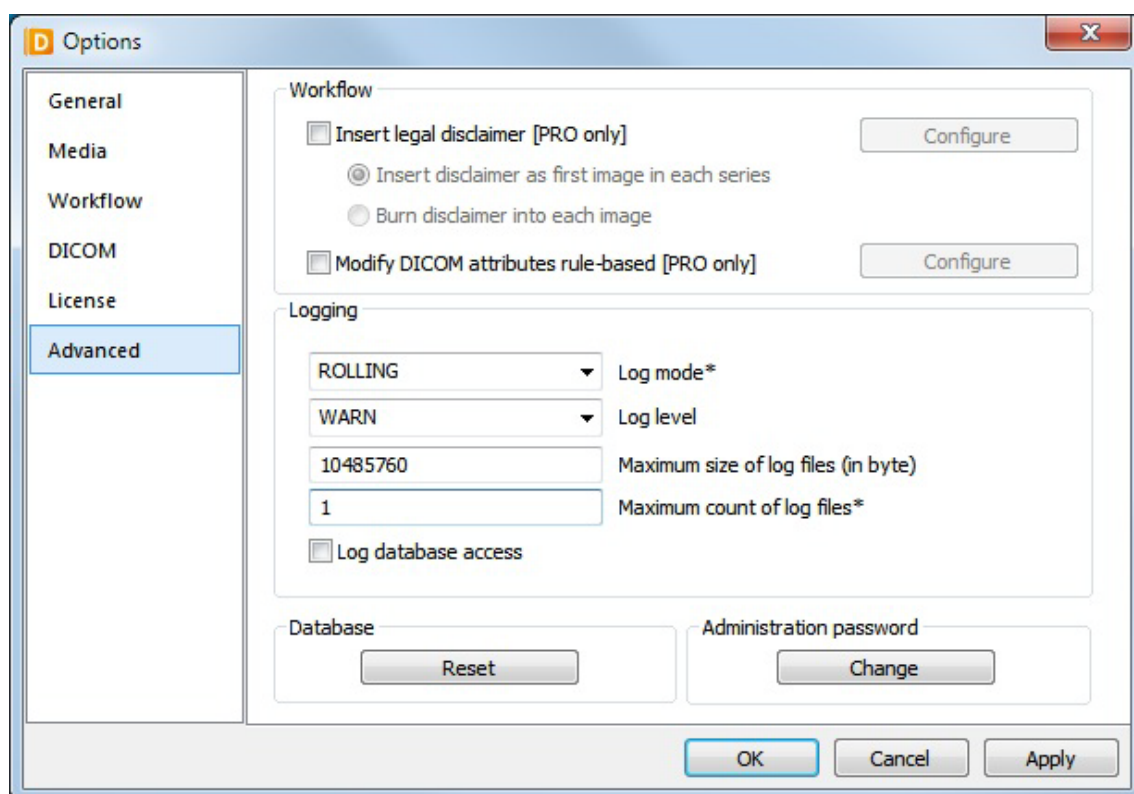 D Options
X
General
Media
Workflow
DICOM
License
Advanced
Workflow
Insert legal disclaimer [PRO only] Configure
Insert disclaimer as first image in each series
Burn disclaimer into each image
Modify DICOM attributes rule-based [PRO only] Configure
Logging
ROLLING Log mode*
WARN Log level
10485760 Maximum size of log files (in byte)
1 Maximum count of log files*
Log database access
Database Administration password
Reset Change
OK Cancel Apply